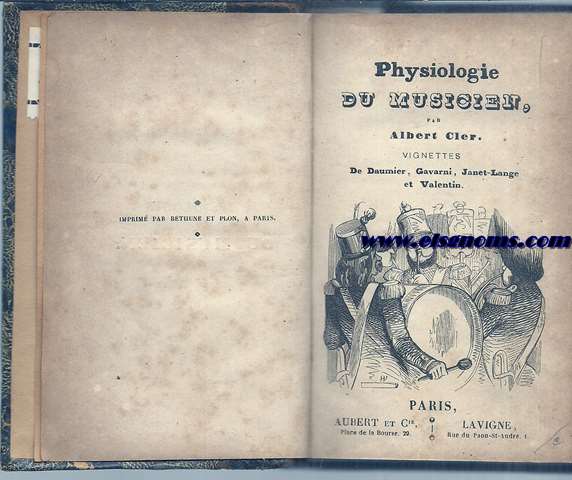 IMPRIMÉ PAR BETHUNE ET PLON, A PARIS.
Physiologie
DU MUSICIEN,
PAR
Albert Cler.
VIGNETTES
De Daumier, Gavarni, Janet-Lange
et Valentin.
www.elsanoms.com
PARIS,
AUBERT ET Cie,
Place de la Bourse, 29.
LAVIGNE,
Rue du Paon-St-André, 1.